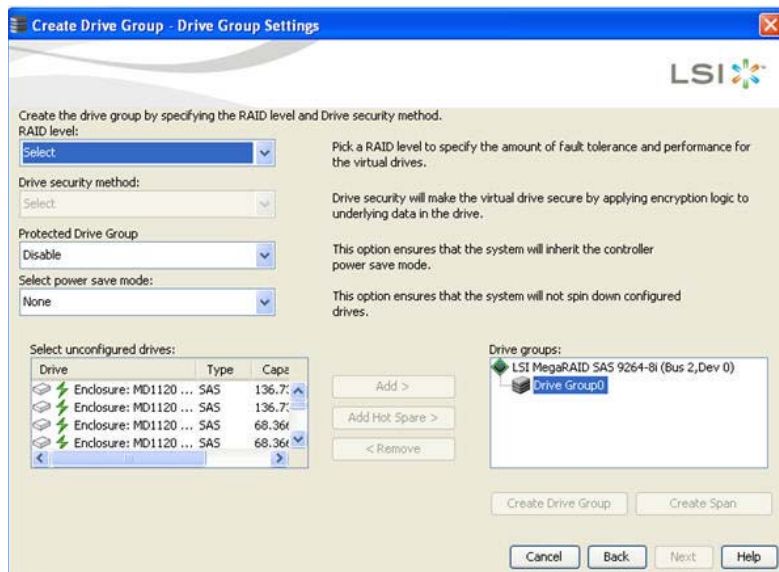 Create Drive Group - Drive Group Settings
LSI
Create the drive group by specifying the RAID level and Drive security method.
RAID level:
Select
Pick a RAID level to specify the amount of fault tolerance and performance for
the virtual drives.
Drive security method:
Select
Drive security will make the virtual drive secure by applying encryption logic to
underlying data in the drive.
Protected Drive Group
Disable
This option ensures that the system will inherit the controller
power save mode.
Select power save mode:
None
This option ensures that the system will not spin down configured
drives.
Select unconfigured drives:
Drive Type Capa
Enclosure: MD1120 ... SAS 136.7
Enclosure: MD1120 ... SAS 136.7
Enclosure: MD1120 ... SAS 68.366
Enclosure: MD1120 ... SAS 68.366
Add >
Add Hot Spare >
< Remove
Drive groups:
LSI MegaRAID SAS 9264-8i (Bus 2,Dev 0)
Drive Group0
Create Drive Group
Create Span
Cancel
Back
Next
Help